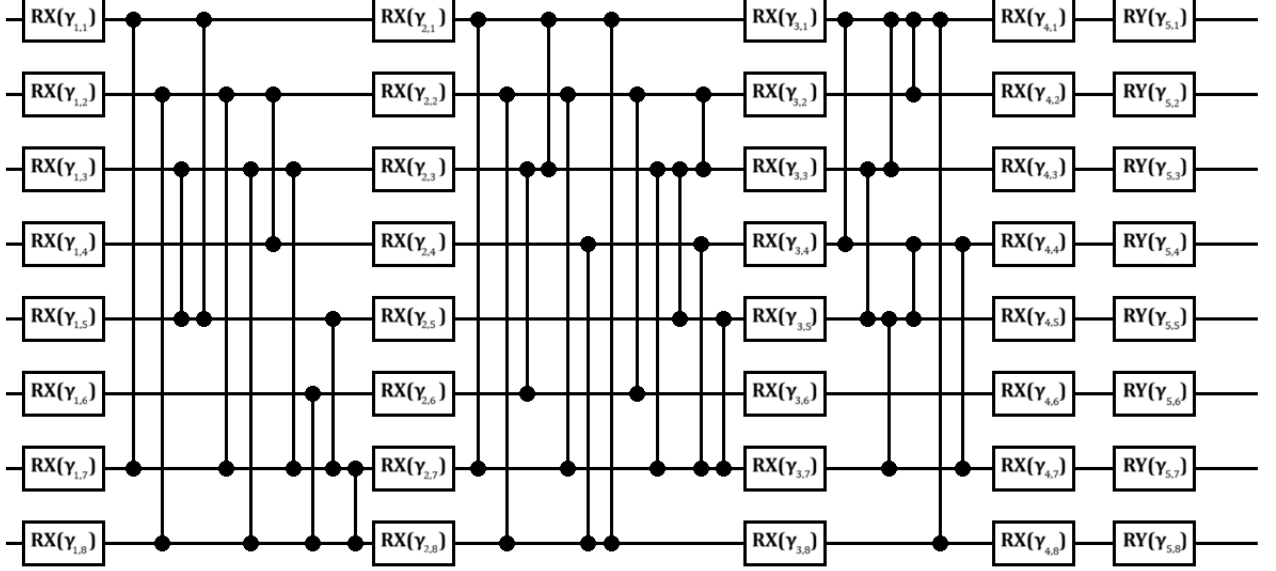 RX(γ1,1) RX(γ2,1) RX(γ3,1) RX(γ4,1) RY(γ5,1)
RX(γ1,2) RX(γ2,2) RX(γ3,2) RX(γ4,2) RY(γ5,2)
RX(γ1,3) RX(γ2,3) RX(γ3,3) RX(γ4,3) RY(γ5,3)
RX(γ1,4) RX(γ2,4) RX(γ3,4) RX(γ4,4) RY(γ5,4)
RX(γ1,5) RX(γ2,5) RX(γ3,5) RX(γ4,5) RY(γ5,5)
RX(γ1,6) RX(γ2,6) RX(γ3,6) RX(γ4,6) RY(γ5,6)
RX(γ1,7) RX(γ2,7) RX(γ3,7) RX(γ4,7) RY(γ5,7)
RX(γ1,8) RX(γ2,8) RX(γ3,8) RX(γ4,8) RY(γ5,8)